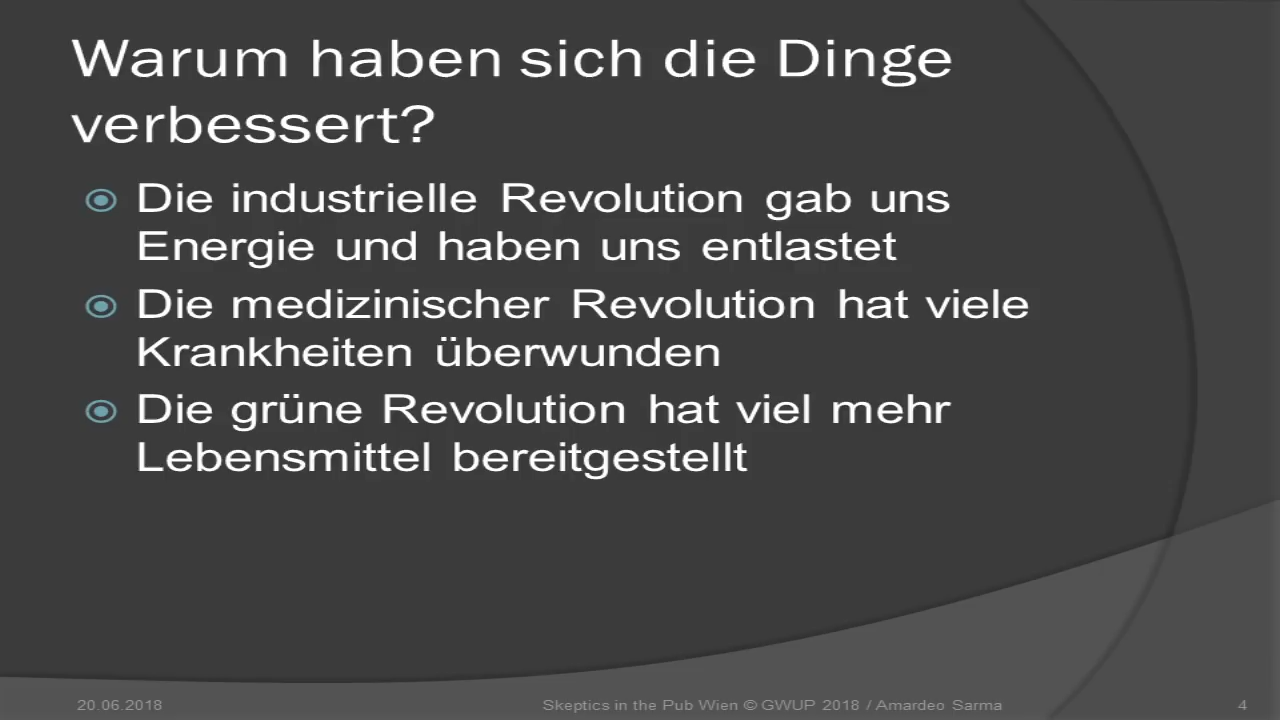 Warum haben sich die Dinge
verbessert?
Die industrielle Revolution gab uns
Energie und haben uns entlastet
Die medizinischer Revolution hat viele
Krankheiten überwunden
Die grüne Revolution hat viel mehr
Lebensmittel bereitgestellt
20.06.2018
Skeptics in the Pub Wien © GWUP 2018 / Amardeo Sarma
4